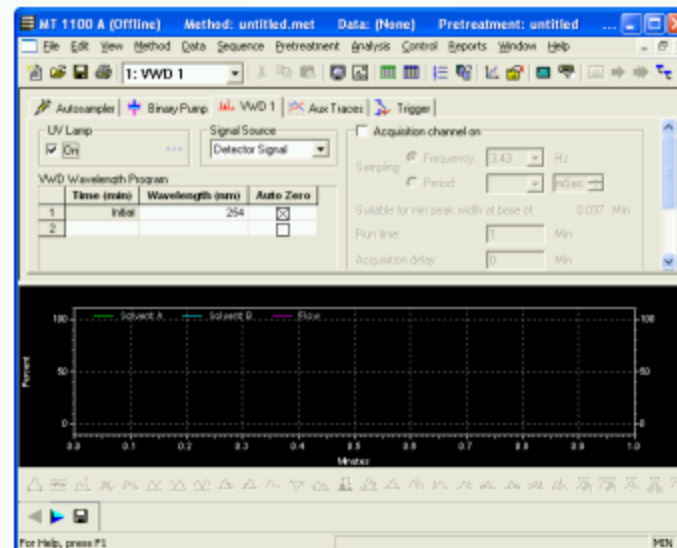 MT 1100 A (Offline) Method: untitled.met Data: (None) Pretreatment: untitled ...
File Edit View Method Data Sequence Pretreatment Analysis Control Reports Window Help
1: VWD 1
Autosampler Binary Pump VWD 1 Aux Traces Trigger
UV Lamp Signal Source Acquisition channel on
On Detector Signal
Sampling Frequency: 3.43 Hz
Period mSec
VWD Wavelength Program
Time (min) Wavelength (nm) Auto Zero
1 Initial 254
2
Suitable for min peak width at base of: 0.097 Min
Run time: 1 Min
Acquisition delay: 0 Min
Solvent A Solvent B Flow
100 100
Percent
0 0
0.0 0.1 0.2 0.3 0.4 0.5 0.6 0.7 0.8 0.9 1.0
Minutes
For Help, press F1 MIN